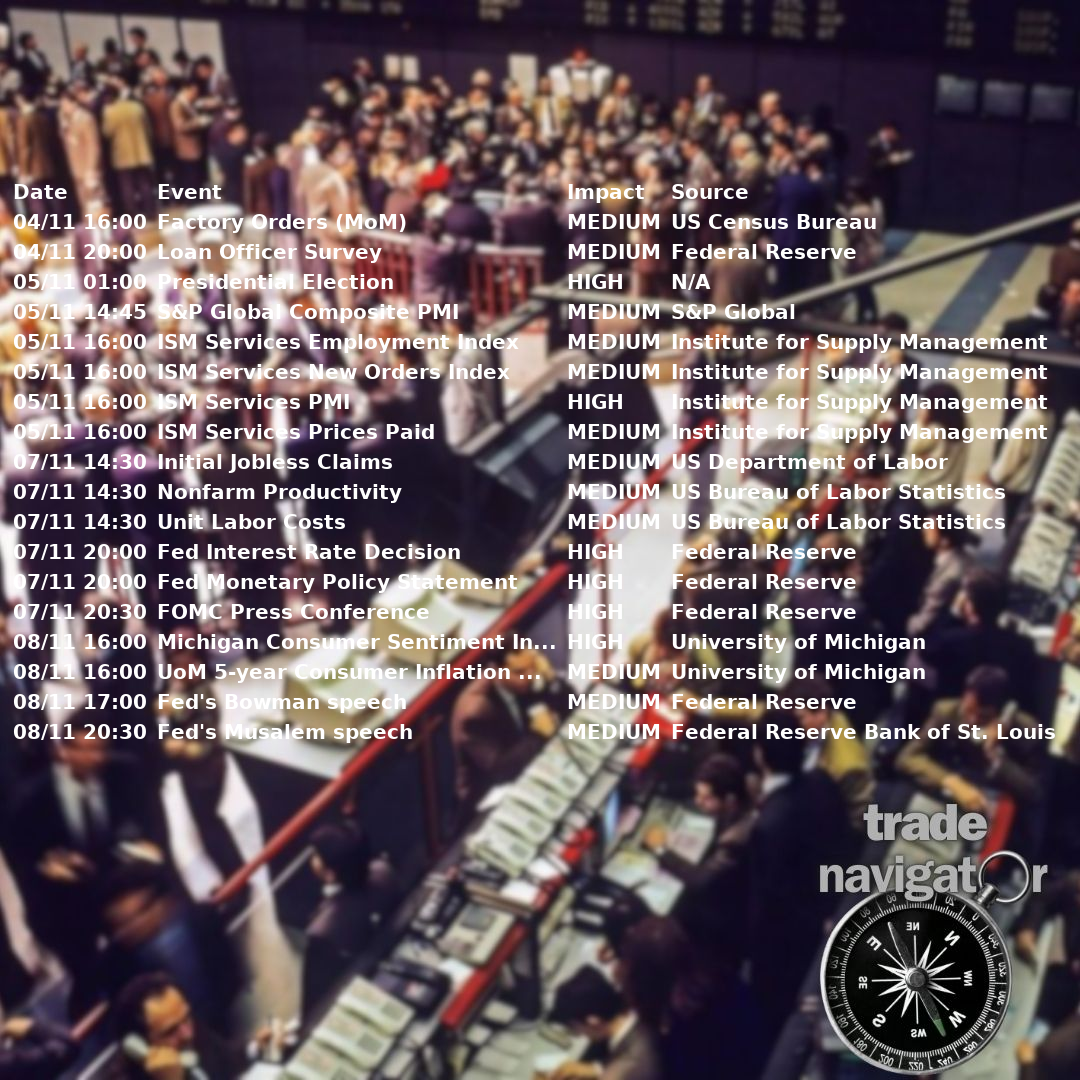 Date Event Impact Source
04/11 16:00 Factory Orders (MoM) MEDIUM US Census Bureau
04/11 20:00 Loan Officer Survey MEDIUM Federal Reserve
05/11 01:00 Presidential Election HIGH N/A
05/11 14:45 S&P Global Composite PMI MEDIUM S&P Global
05/11 16:00 ISM Services Employment Index MEDIUM Institute for Supply Management
05/11 16:00 ISM Services New Orders Index MEDIUM Institute for Supply Management
05/11 16:00 ISM Services PMI HIGH Institute for Supply Management
05/11 16:00 ISM Services Prices Paid MEDIUM Institute for Supply Management
07/11 14:30 Initial Jobless Claims MEDIUM US Department of Labor
07/11 14:30 Nonfarm Productivity MEDIUM US Bureau of Labor Statistics
07/11 14:30 Unit Labor Costs MEDIUM US Bureau of Labor Statistics
07/11 20:00 Fed Interest Rate Decision HIGH Federal Reserve
07/11 20:00 Fed Monetary Policy Statement HIGH Federal Reserve
07/11 20:30 FOMC Press Conference HIGH Federal Reserve
08/11 16:00 Michigan Consumer Sentiment In... HIGH University of Michigan
08/11 16:00 UoM 5-year Consumer Inflation ... MEDIUM University of Michigan
08/11 17:00 Fed's Bowman speech MEDIUM Federal Reserve
08/11 20:30 Fed's Musalem speech MEDIUM Federal Reserve Bank of St. Louis
trade
navigator
N
NE
E
SE
S
WS
W
WN